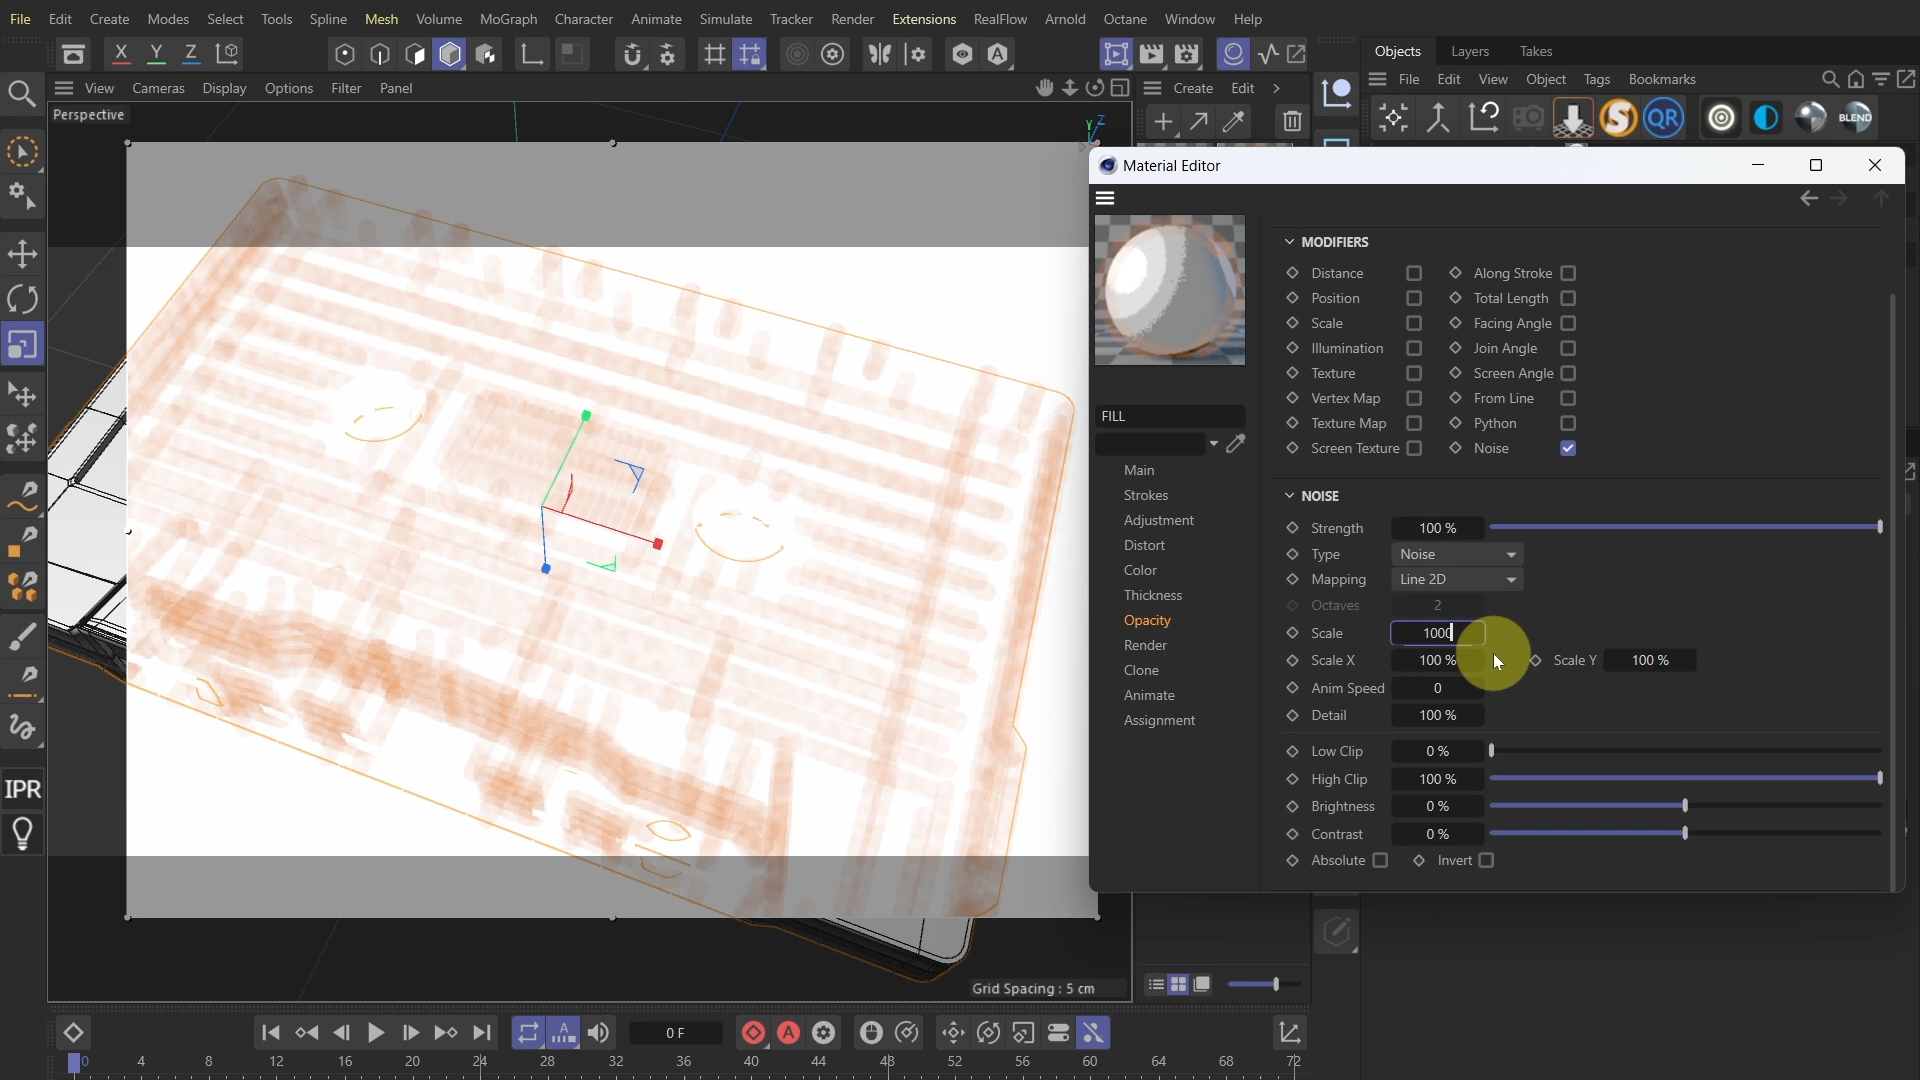 File Edit Create Modes Select Tools Spline Mesh Volume MoGraph Character Animate Simulate Tracker Render Extensions RealFlow Arnold Octane Window Help
X Y Z
Objects Layers Takes
View Cameras Display Options Filter Panel
Create Edit >
File Edit View Object Tags Bookmarks
S QR BLEND
Perspective
Y Z
Material Editor
MODIFIERS
Distance Along Stroke
Position Total Length
Scale Facing Angle
Illumination Join Angle
Texture Screen Angle
Vertex Map From Line
Texture Map Python
Screen Texture Noise
FILL
Main
Strokes
Adjustment
Distort
Color
Thickness
Opacity
Render
Clone
Animate
Assignment
NOISE
Strength 100 %
Type Noise
Mapping Line 2D
Octaves 2
Scale 1000
Scale X 100 % Scale Y 100 %
Anim Speed 0
Detail 100 %
Low Clip 0 %
High Clip 100 %
Brightness 0 %
Contrast 0 %
Absolute Invert
IPR
Grid Spacing : 5 cm
A 0 F A
0 4 8 12 16 20 24 28 32 36 40 44 48 52 56 60 64 68 72